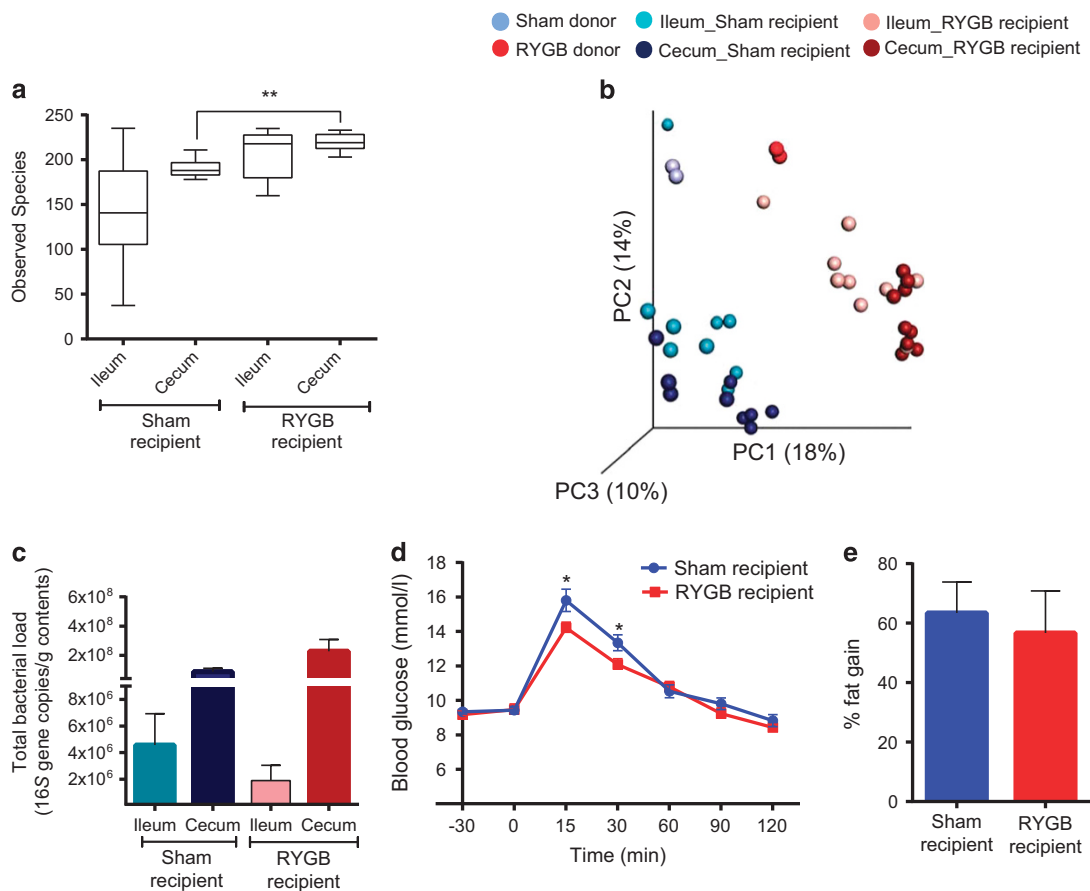 Sham donor
Ileum_Sham recipient
Ileum_RYGB recipient
RYGB donor
Cecum_Sham recipient
Cecum_RYGB recipient
a
**
250
200
150
100
50
0
Observed Species
Ileum
Cecum
Ileum
Cecum
Sham
recipient
RYGB
recipient
b
PC2 (14%)
PC1 (18%)
PC3 (10%)
c
6x10⁸
4x10⁸
2x10⁸
8x10⁶
6x10⁶
4x10⁶
2x10⁶
Total bacterial load
(16S gene copies/g contents)
Ileum
Cecum
Ileum
Cecum
Sham
recipient
RYGB
recipient
d
Sham recipient
RYGB recipient
*
*
18
16
14
12
10
8
6
Blood glucose (mmol/l)
-30
0
15
30
60
90
120
Time (min)
e
80
60
40
20
0
% fat gain
Sham
recipient
RYGB
recipient